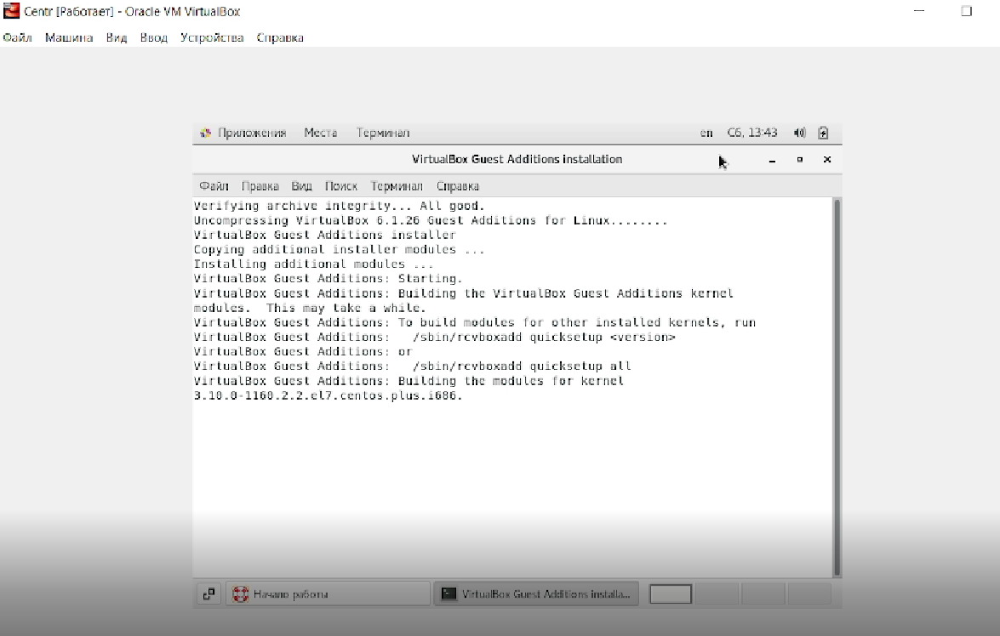 Centr [Работает] - Oracle VM VirtualBox
Файл Машина Вид Ввод Устройства Справка
Приложения Места Терминал en Сб, 13:43
VirtualBox Guest Additions installation
Файл Правка Вид Поиск Терминал Справка
Verifying archive integrity... All good.
Uncompressing VirtualBox 6.1.26 Guest Additions for Linux........
VirtualBox Guest Additions installer
Copying additional installer modules ...
Installing additional modules ...
VirtualBox Guest Additions: Starting.
VirtualBox Guest Additions: Building the VirtualBox Guest Additions kernel
modules.  This may take a while.
VirtualBox Guest Additions: To build modules for other installed kernels, run
VirtualBox Guest Additions:   /sbin/rcvboxadd quicksetup <version>
VirtualBox Guest Additions: or
VirtualBox Guest Additions:   /sbin/rcvboxadd quicksetup all
VirtualBox Guest Additions: Building the modules for kernel
3.10.0-1160.2.2.el7.centos.plus.i686.
Начало работы VirtualBox Guest Additions installa...